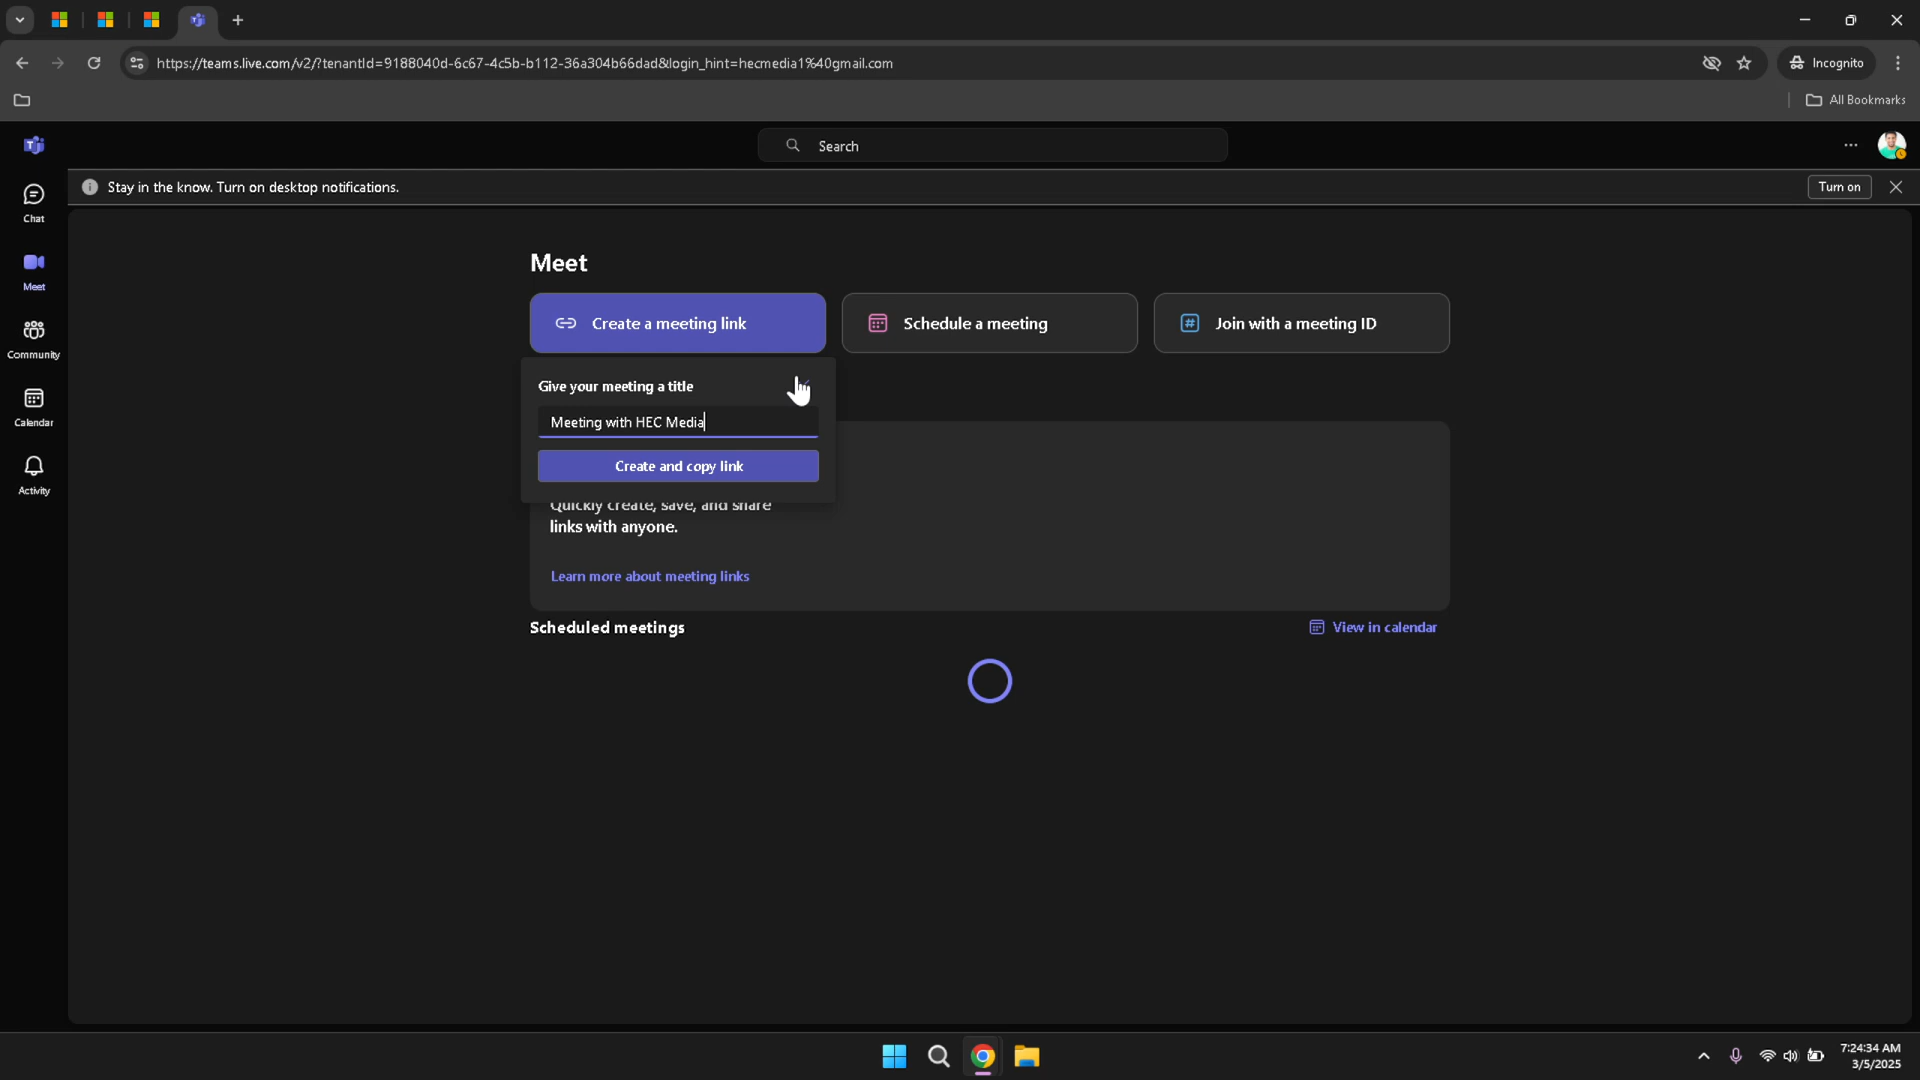 https://teams.live.com/v2/?tenantId=9188040d-6c67-4c5b-b112-36a304b66dad&login_hint=hecmedia1%40gmail.com
Incognito
All Bookmarks
Search
Stay in the know. Turn on desktop notifications.
Turn on
Chat
Meet
Community
Calendar
Activity
Meet
Create a meeting link
Schedule a meeting
Join with a meeting ID
Give your meeting a title
Meeting with HEC Media
Create and copy link
Quickly create, save, and share
links with anyone.
Learn more about meeting links
Scheduled meetings
View in calendar
7:24:34 AM
3/5/2025